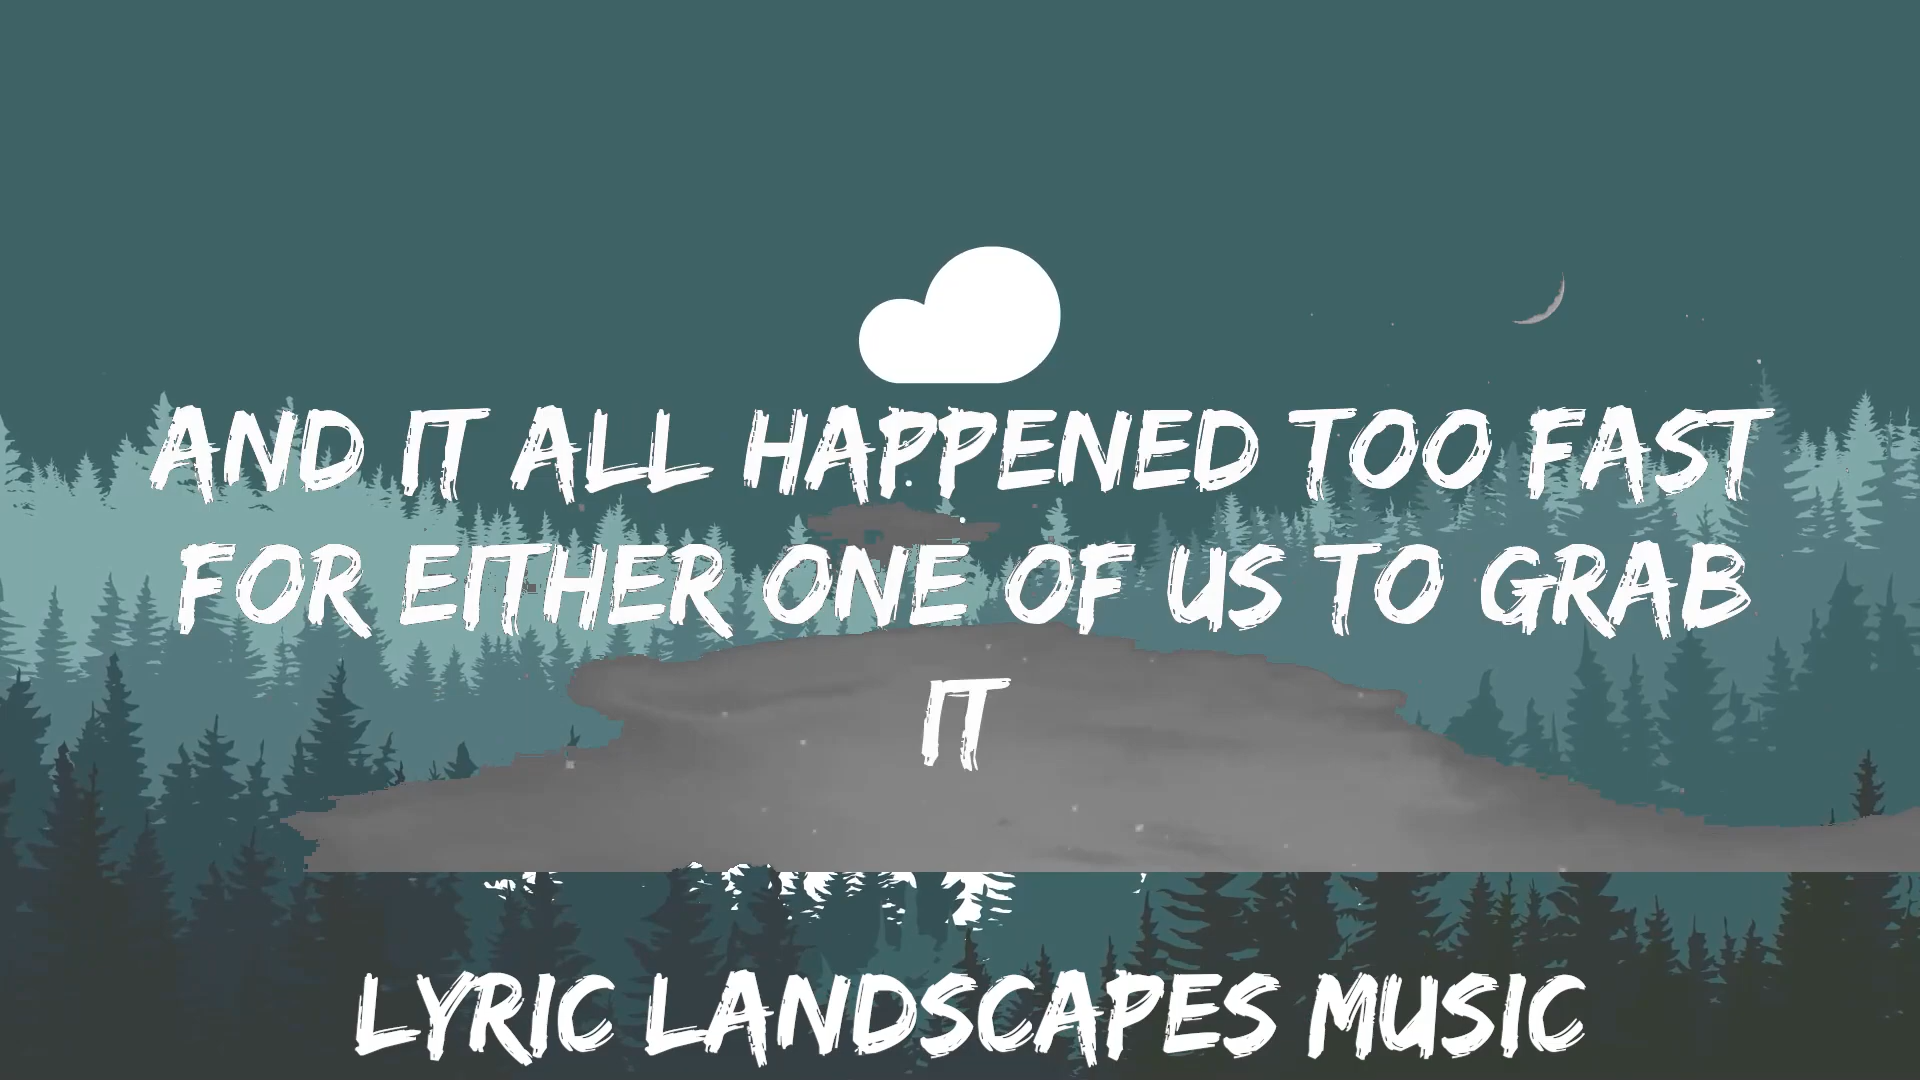 AND IT ALL HAPPENED TOO FAST
FOR EITHER ONE OF US TO GRAB
IT
LYRIC LANDSCAPES MUSIC